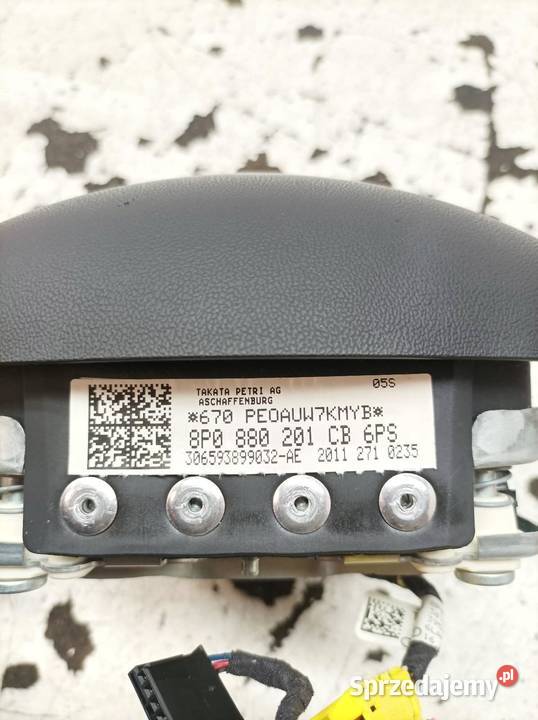 TAKATA PETRI AG
ASCHAFFENBURG
05S
*670 PEOAUW7KMYB*
8P0 880 201 CB 6PS
306593899032-AE 2011 271 0235
Sprzedajemy.pl